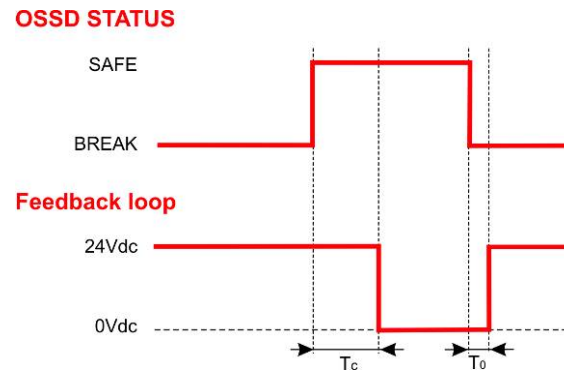 OSSD STATUS
SAFE
BREAK
Feedback loop
24Vdc
0Vdc
Tc T0